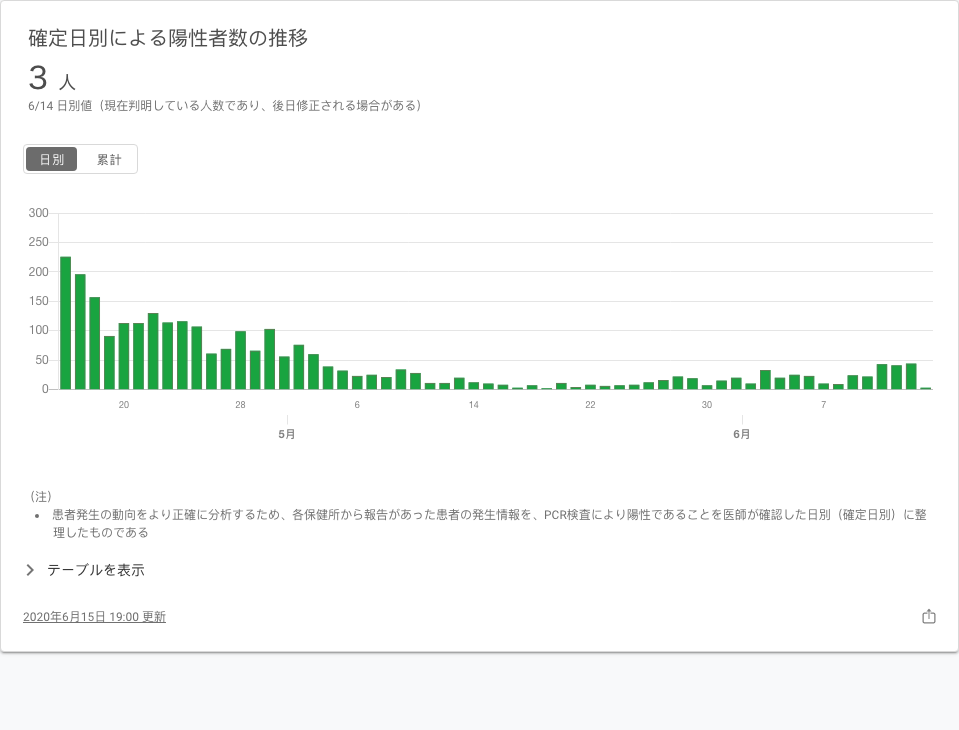 確定日別による陽性者数の推移
3 人
6/14 日別値（現在判明している人数であり、後日修正される場合がある）
日別 累計
300
250
200
150
100
50
0
20 28 6 14 22 30 7
5月 6月
（注）
• 患者発生の動向をより正確に分析するため、各保健所から報告があった患者の発生情報を、PCR検査により陽性であることを医師が確認した日別（確定日別）に整
理したものである
テーブルを表示
2020年6月15日 19:00 更新